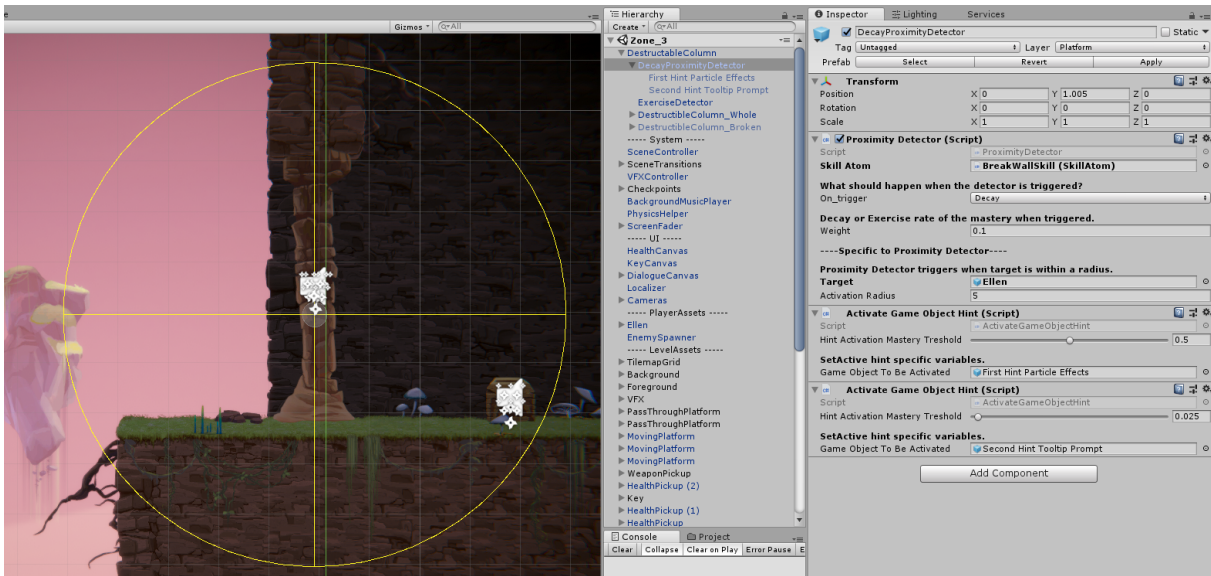 e
Gizmos
All
Hierarchy
Create
All
Zone_3
DestructableColumn
DecayProximityDetector
First Hint Particle Effects
Second Hint Tooltip Prompt
ExerciseDetector
DestructibleColumn_Whole
DestructibleColumn_Broken
----- System -----
SceneController
SceneTransitions
VFXController
Checkpoints
BackgroundMusicPlayer
PhysicsHelper
ScreenFader
----- UI -----
HealthCanvas
KeyCanvas
DialogueCanvas
Localizer
Cameras
----- PlayerAssets -----
Ellen
EnemySpawner
----- LevelAssets -----
TilemapGrid
Background
Foreground
VFX
PassThroughPlatform
PassThroughPlatform
MovingPlatform
MovingPlatform
MovingPlatform
WeaponPickup
HealthPickup (2)
Key
HealthPickup (1)
HealthPickup
Console Project
Clear Collapse Clear on Play Error Pause E
Inspector Lighting Services
DecayProximityDetector Static
Tag Untagged Layer Platform
Prefab Select Revert Apply
Transform
Position X 0 Y 1.005 Z 0
Rotation X 0 Y 0 Z 0
Scale X 1 Y 1 Z 1
Proximity Detector (Script)
Script ProximityDetector
Skill Atom BreakWallSkill (SkillAtom)
What should happen when the detector is triggered?
On_trigger Decay
Decay or Exercise rate of the mastery when triggered.
Weight 0.1
----Specific to Proximity Detector----
Proximity Detector triggers when target is within a radius.
Target Ellen
Activation Radius 5
Activate Game Object Hint (Script)
Script ActivateGameObjectHint
Hint Activation Mastery Treshold 0.5
SetActive hint specific variables.
Game Object To Be Activated First Hint Particle Effects
Activate Game Object Hint (Script)
Script ActivateGameObjectHint
Hint Activation Mastery Treshold 0.025
SetActive hint specific variables.
Game Object To Be Activated Second Hint Tooltip Prompt
Add Component